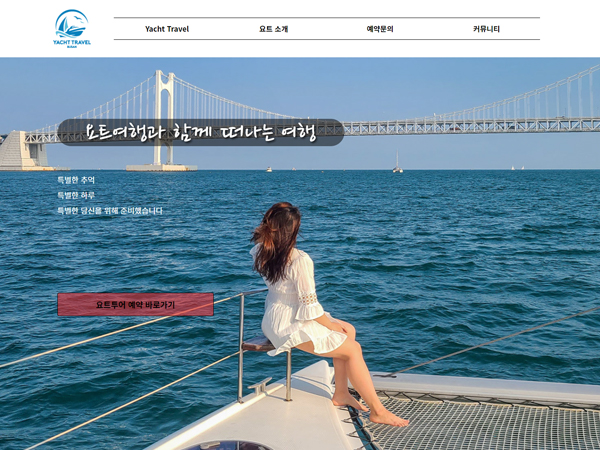 YACHT TRAVEL
Yacht Travel
요트 소개
예약문의
커뮤니티
요트여행과 함께 떠나는 여행
특별한 추억
특별한 하루
특별한 당신을 위해 준비했습니다
요트투어 예약 바로가기